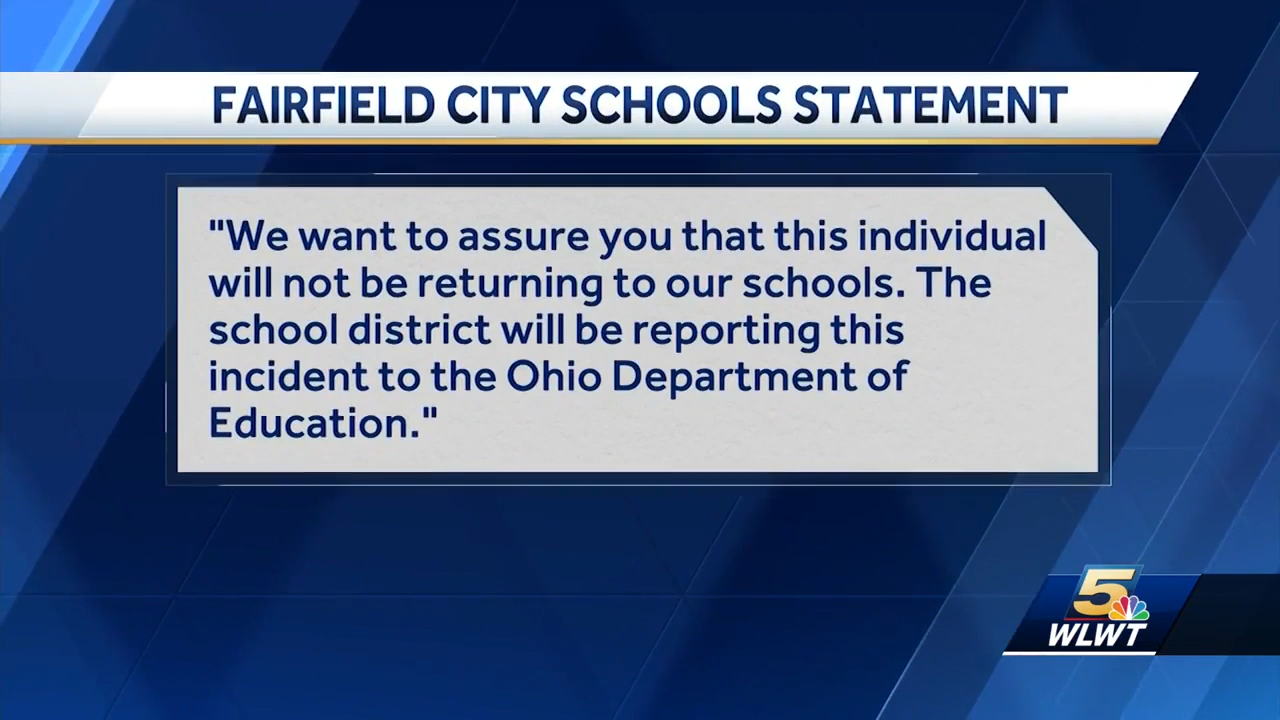 FAIRFIELD CITY SCHOOLS STATEMENT
"We want to assure you that this individual
will not be returning to our schools. The
school district will be reporting this
incident to the Ohio Department of
Education."
5
WLWT